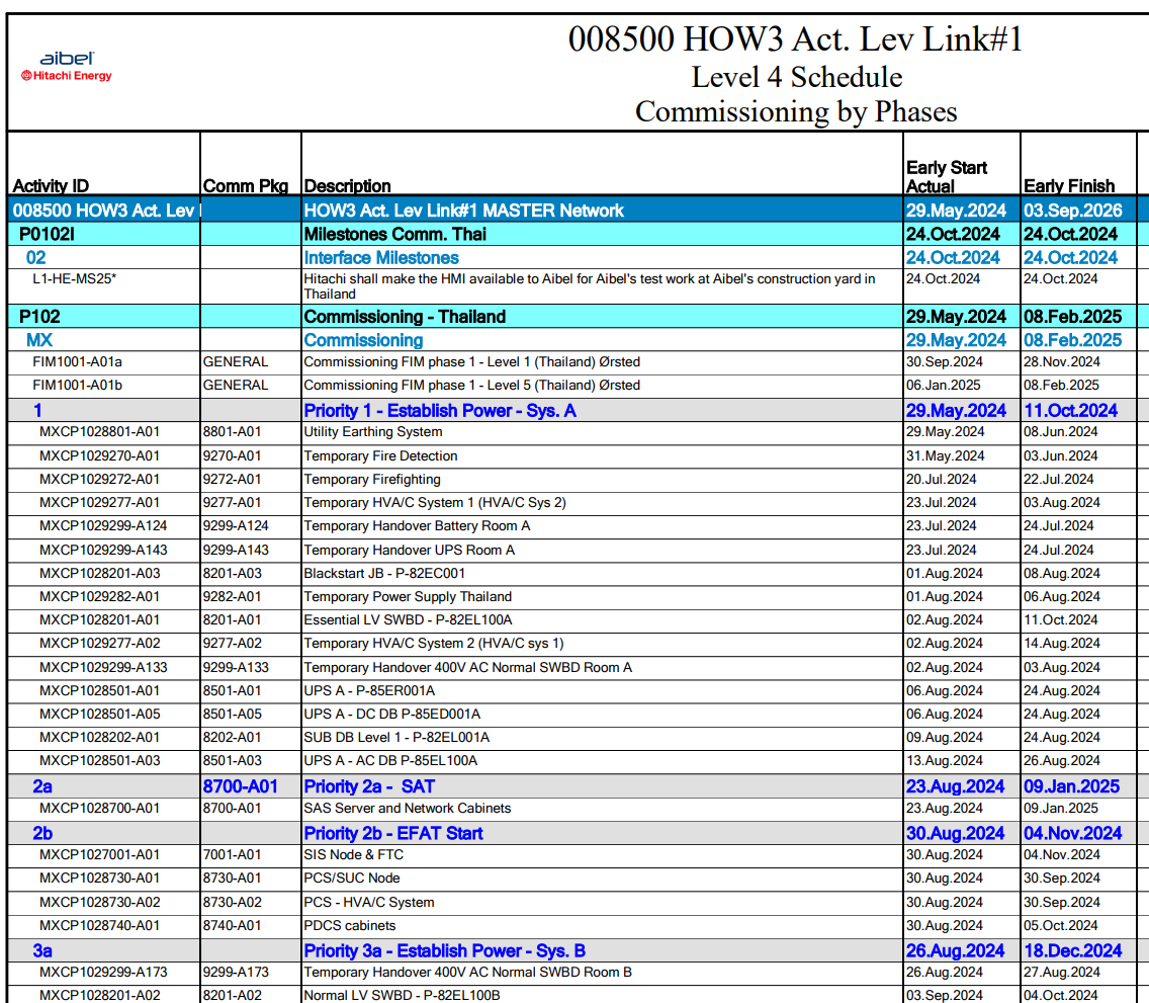 aibel
Hitachi Energy
008500 HOW3 Act. Lev Link#1
Level 4 Schedule
Commissioning by Phases
Activity ID Comm Pkg Description Early Start Actual Early Finish
008500 HOW3 Act. Lev HOW3 Act. Lev Link#1 MASTER Network 29.May.2024 03.Sep.2026
P0102I Milestones Comm. Thai 24.Oct.2024 24.Oct.2024
02 Interface Milestones 24.Oct.2024 24.Oct.2024
L1-HE-MS25* Hitachi shall make the HMI available to Aibel for Aibel's test work at Aibel's construction yard in 24.Oct.2024 24.Oct.2024
Thailand
P102 Commissioning - Thailand 29.May.2024 08.Feb.2025
MX Commissioning 29.May.2024 08.Feb.2025
FIM1001-A01a GENERAL Commissioning FIM phase 1 - Level 1 (Thailand) Ørsted 30.Sep.2024 28.Nov.2024
FIM1001-A01b GENERAL Commissioning FIM phase 1 - Level 5 (Thailand) Ørsted 06.Jan.2025 08.Feb.2025
1 Priority 1 - Establish Power - Sys. A 29.May.2024 11.Oct.2024
MXCP1028801-A01 8801-A01 Utility Earthing System 29.May.2024 08.Jun.2024
MXCP1029270-A01 9270-A01 Temporary Fire Detection 31.May.2024 03.Jun.2024
MXCP1029272-A01 9272-A01 Temporary Firefighting 20.Jul.2024 22.Jul.2024
MXCP1029277-A01 9277-A01 Temporary HVA/C System 1 (HVA/C Sys 2) 23.Jul.2024 03.Aug.2024
MXCP1029299-A124 9299-A124 Temporary Handover Battery Room A 23.Jul.2024 24.Jul.2024
MXCP1029299-A143 9299-A143 Temporary Handover UPS Room A 23.Jul.2024 24.Jul.2024
MXCP1028201-A03 8201-A03 Blackstart JB - P-82EC001 01.Aug.2024 08.Aug.2024
MXCP1029282-A01 9282-A01 Temporary Power Supply Thailand 01.Aug.2024 06.Aug.2024
MXCP1028201-A01 8201-A01 Essential LV SWBD - P-82EL100A 02.Aug.2024 11.Oct.2024
MXCP1029277-A02 9277-A02 Temporary HVA/C System 2 (HVA/C sys 1) 02.Aug.2024 14.Aug.2024
MXCP1029299-A133 9299-A133 Temporary Handover 400V AC Normal SWBD Room A 02.Aug.2024 03.Aug.2024
MXCP1028501-A01 8501-A01 UPS A - P-85ER001A 06.Aug.2024 24.Aug.2024
MXCP1028501-A05 8501-A05 UPS A - DC DB P-85ED001A 06.Aug.2024 24.Aug.2024
MXCP1028202-A01 8202-A01 SUB DB Level 1 - P-82EL001A 09.Aug.2024 24.Aug.2024
MXCP1028501-A03 8501-A03 UPS A - AC DB P-85EL100A 13.Aug.2024 26.Aug.2024
2a 8700-A01 Priority 2a - SAT 23.Aug.2024 09.Jan.2025
MXCP1028700-A01 8700-A01 SAS Server and Network Cabinets 23.Aug.2024 09.Jan.2025
2b Priority 2b - EFAT Start 30.Aug.2024 04.Nov.2024
MXCP1027001-A01 7001-A01 SIS Node & FTC 30.Aug.2024 04.Nov.2024
MXCP1028730-A01 8730-A01 PCS/SUC Node 30.Aug.2024 30.Sep.2024
MXCP1028730-A02 8730-A02 PCS - HVA/C System 30.Aug.2024 30.Sep.2024
MXCP1028740-A01 8740-A01 PDCS cabinets 30.Aug.2024 05.Oct.2024
3a Priority 3a - Establish Power - Sys. B 26.Aug.2024 18.Dec.2024
MXCP1029299-A173 9299-A173 Temporary Handover 400V AC Normal SWBD Room B 26.Aug.2024 27.Aug.2024
MXCP1028201-A02 8201-A02 Normal LV SWBD - P-82EL100B 03.Sep.2024 04.Oct.2024